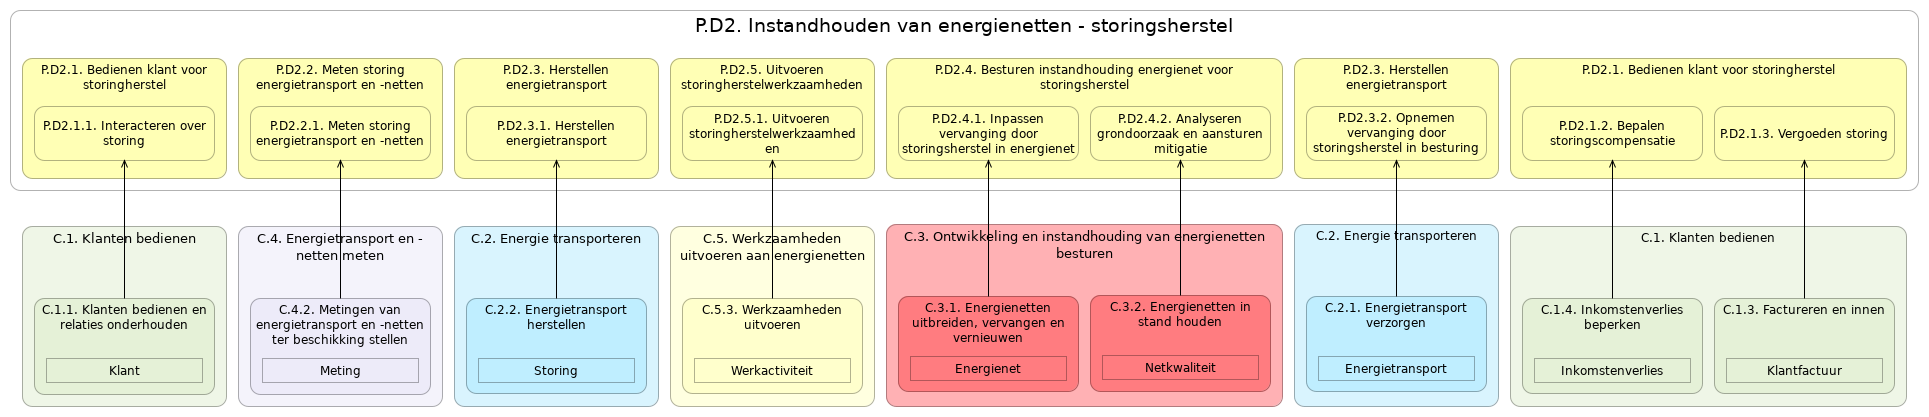 P.D2. Instandhouden van energienetten - storingsherstel
P.D2.1. Bedienen klant voor
storingherstel
P.D2.1.1. Interacteren over
storing
P.D2.2. Meten storing
energietransport en -netten
P.D2.2.1. Meten storing
energietransport en -netten
P.D2.3. Herstellen
energietransport
P.D2.3.1. Herstellen
energietransport
P.D2.5. Uitvoeren
storingherstelwerkzaamheden
P.D2.5.1. Uitvoeren
storingherstelwerkzaamhed
en
P.D2.4. Besturen instandhouding energienet voor
storingsherstel
P.D2.4.1. Inpassen
vervanging door
storingsherstel in energienet
P.D2.4.2. Analyseren
grondoorzaak en aansturen
mitigatie
P.D2.3. Herstellen
energietransport
P.D2.3.2. Opnemen
vervanging door
storingsherstel in besturing
P.D2.1. Bedienen klant voor storingherstel
P.D2.1.2. Bepalen
storingscompensatie
P.D2.1.3. Vergoeden storing
C.1. Klanten bedienen
C.1.1. Klanten bedienen en
relaties onderhouden
Klant
C.4. Energietransport en -
netten meten
C.4.2. Metingen van
energietransport en -netten
ter beschikking stellen
Meting
C.2. Energie transporteren
C.2.2. Energietransport
herstellen
Storing
C.5. Werkzaamheden
uitvoeren aan energienetten
C.5.3. Werkzaamheden
uitvoeren
Werkactiviteit
C.3. Ontwikkeling en instandhouding van energienetten
besturen
C.3.1. Energienetten
uitbreiden, vervangen en
vernieuwen
Energienet
C.3.2. Energienetten in
stand houden
Netkwaliteit
C.2. Energie transporteren
C.2.1. Energietransport
verzorgen
Energietransport
C.1. Klanten bedienen
C.1.4. Inkomstenverlies
beperken
Inkomstenverlies
C.1.3. Factureren en innen
Klantfactuur